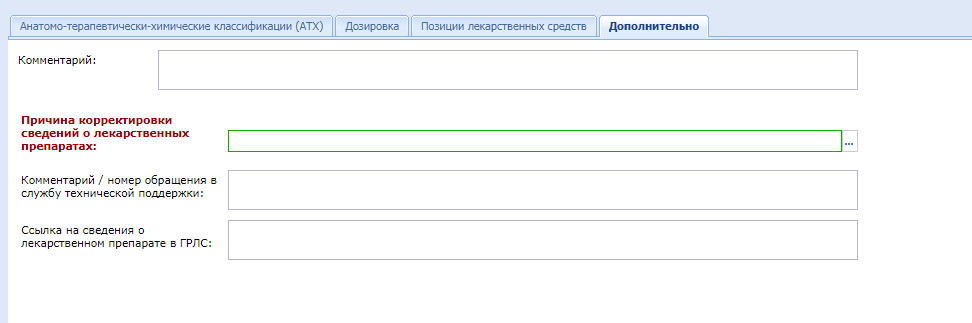 Анатомо-терапевтически-химические классификации (АТХ) Дозировка Позиции лекарственных средств Дополнительно
Комментарий:
Причина корректировки
сведений о лекарственных
препаратах:
...
Комментарий / номер обращения в
службу технической поддержки:
Ссылка на сведения о
лекарственном препарате в ГРЛС: